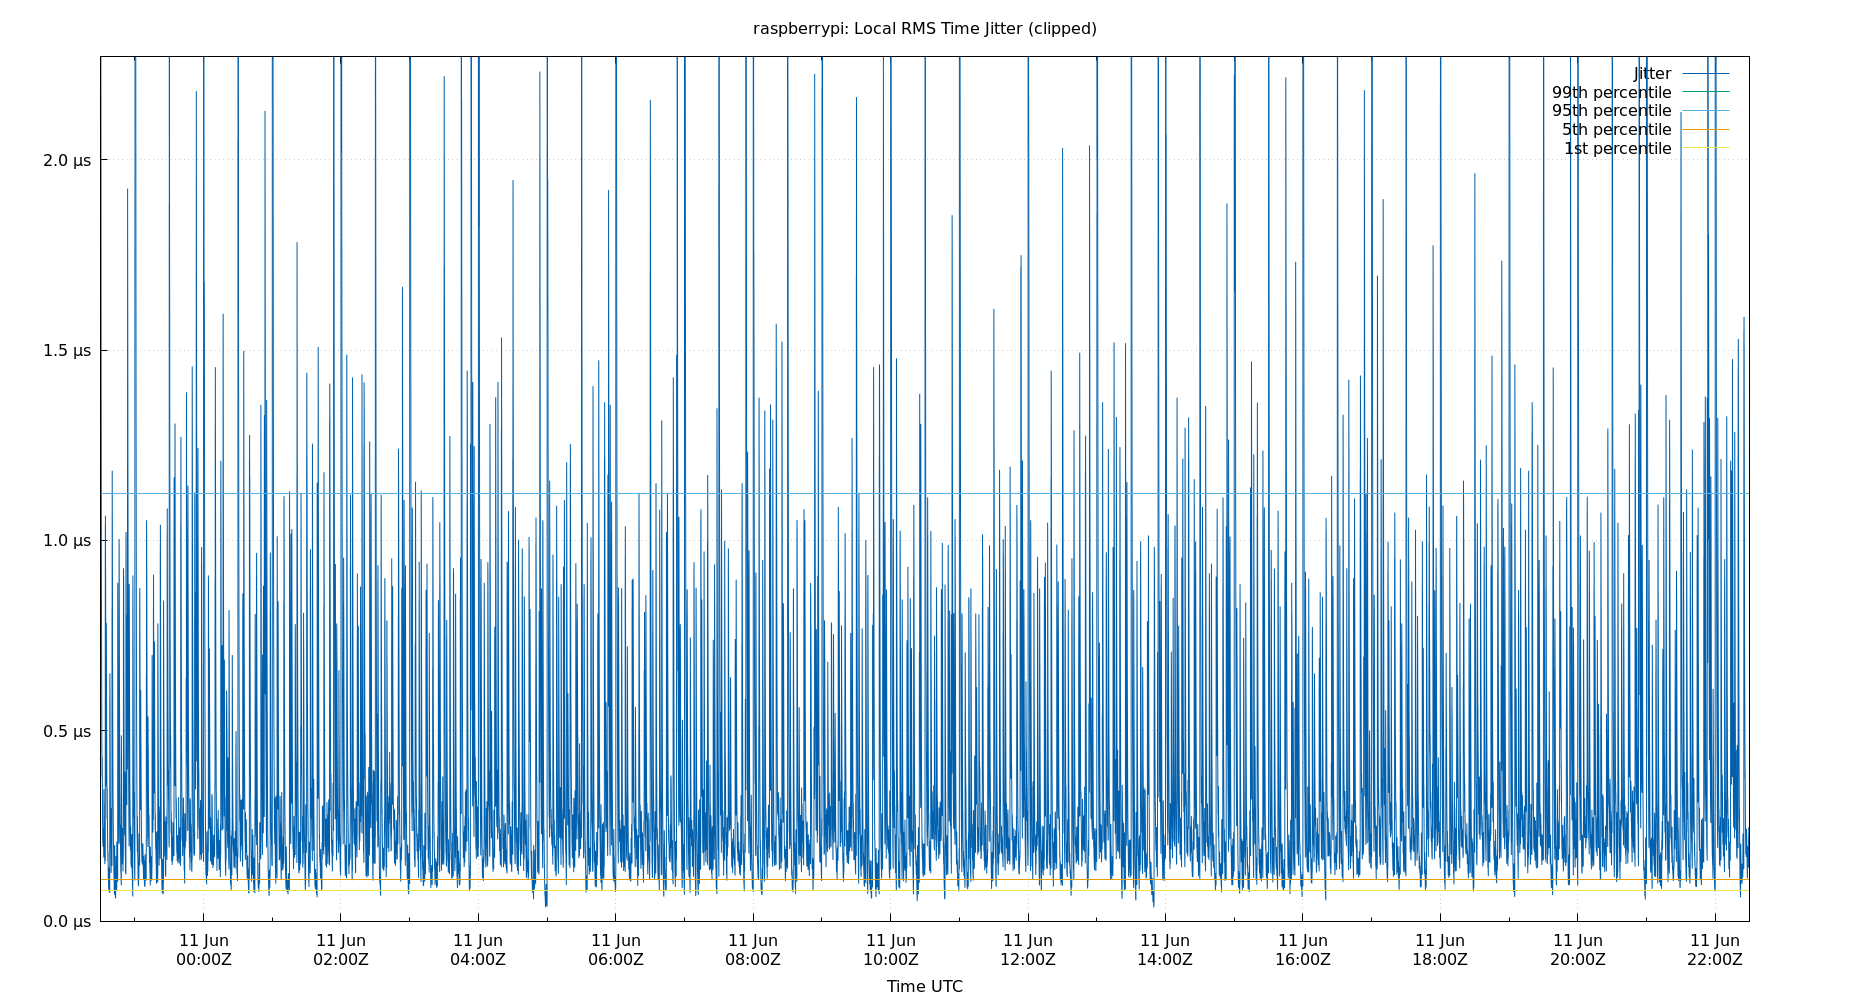 raspberrypi: Local RMS Time Jitter (clipped)
Jitter
99th percentile
95th percentile
5th percentile
1st percentile
2.0 µs
1.5 µs
1.0 µs
0.5 µs
0.0 µs
11 Jun 11 Jun 11 Jun 11 Jun 11 Jun 11 Jun 11 Jun 11 Jun 11 Jun 11 Jun 11 Jun 11 Jun
00:00Z 02:00Z 04:00Z 06:00Z 08:00Z 10:00Z 12:00Z 14:00Z 16:00Z 18:00Z 20:00Z 22:00Z
Time UTC